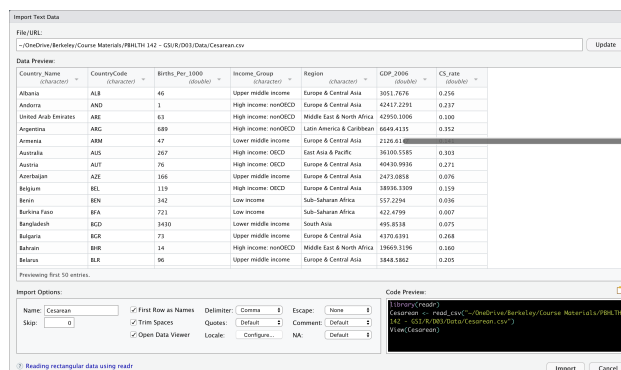 Import Text Data
File/URL:
~/OneDrive/Berkeley/Course Materials/PBHLTH 142 - GSI/R/D03/Data/Cesarean.csv
Update
Data Preview:
Country_Name CountryCode Births_Per_1000 Income_Group Region GDP_2006 CS_rate
(character) (character) (double) (character) (character) (double) (double)
Albania ALB 46 Upper middle income Europe & Central Asia 3051.7676 0.256
Andorra AND 1 High income: nonOECD Europe & Central Asia 42417.2291 0.237
United Arab Emirates ARE 63 High income: nonOECD Middle East & North Africa 42950.1006 0.100
Argentina ARG 689 High income: nonOECD Latin America & Caribbean 6649.4135 0.352
Armenia ARM 47 Lower middle income Europe & Central Asia 2126.618
Australia AUS 267 High income: OECD East Asia & Pacific 36100.5585 0.303
Austria AUT 76 High income: OECD Europe & Central Asia 40430.9936 0.271
Azerbaijan AZE 166 Upper middle income Europe & Central Asia 2473.0858 0.076
Belgium BEL 119 High income: OECD Europe & Central Asia 38936.3309 0.159
Benin BEN 342 Low income Sub-Saharan Africa 557.2294 0.036
Burkina Faso BFA 721 Low income Sub-Saharan Africa 422.4799 0.007
Bangladesh BGD 3430 Lower middle income South Asia 495.8538 0.075
Bulgaria BGR 73 Upper middle income Europe & Central Asia 4370.6391 0.268
Bahrain BHR 14 High income: nonOECD Middle East & North Africa 19669.3196 0.160
Belarus BLR 96 Upper middle income Europe & Central Asia 3848.5862 0.205
Previewing first 50 entries.
Import Options:
Name: Cesarean
Skip: 0
First Row as Names
Trim Spaces
Open Data Viewer
Delimiter: Comma
Quotes: Default
Locale: Configure...
Escape: None
Comment: Default
NA: Default
Code Preview:
library(readr)
Cesarean <- read_csv("~/OneDrive/Berkeley/Course Materials/PBHLTH
142 - GSI/R/D03/Data/Cesarean.csv")
View(Cesarean)
? Reading rectangular data using readr
Import
Cancel